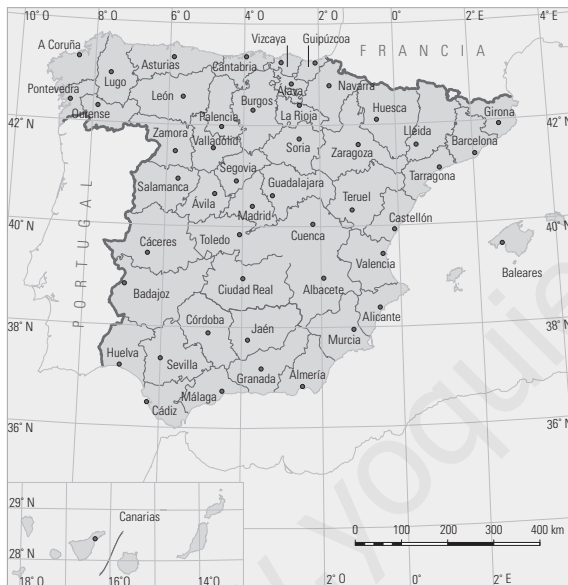 10° O 8° 6° 4° 2° 0° 2° 4° E
Vizcaya Guipúzcoa
A Coruña Asturias Cantabria FRANCIA
Lugo Álava Navarra
Pontevedra León Burgos Huesca Girona
Ourense Palencia La Rioja Lleida
42° N 42° N
Zamora Valladolid Soria Zaragoza Barcelona
Segovia Tarragona
Salamanca Guadalajara
Ávila Madrid Teruel
40° N Castellón 40° N
Cáceres Toledo Cuenca
PORTUGAL Valencia
Baleares
Badajoz Ciudad Real Albacete
Alicante
38° N Córdoba Jaén 38° N
Murcia
Huelva Sevilla
Granada Almería
Málaga
Cádiz
36° N 36° N
29° N Canarias
0 100 200 300 400 km
28° N
18° O 16° O 14° O 2° O 0° 2° E
yoquie